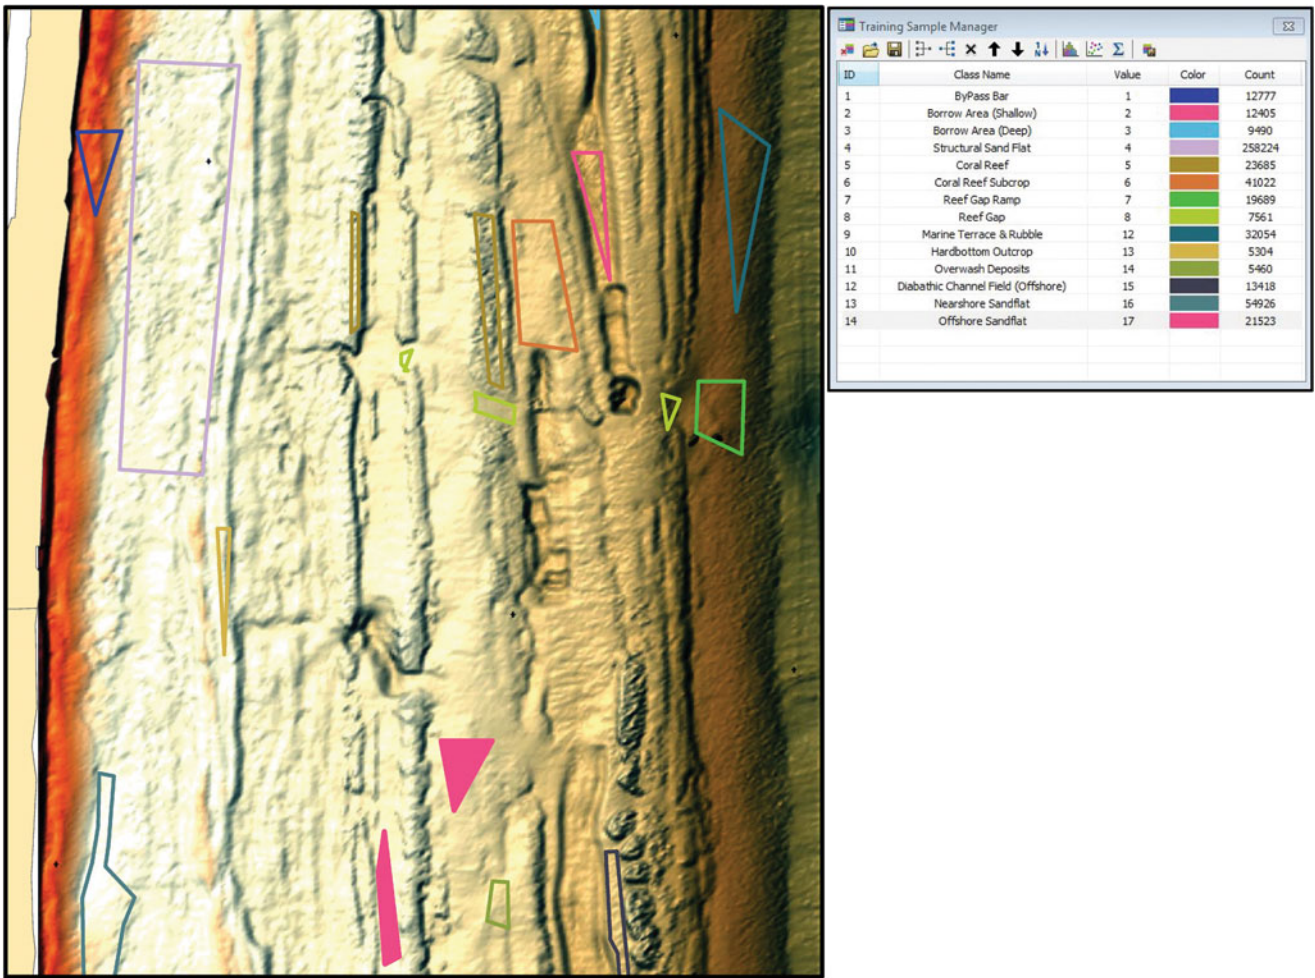 Training Sample Manager
ID Class Name Value Color Count
1 ByPass Bar 1 12777
2 Borrow Area (Shallow) 2 12405
3 Borrow Area (Deep) 3 9490
4 Structural Sand Flat 4 258224
5 Coral Reef 5 23685
6 Coral Reef Subcrop 6 41022
7 Reef Gap Ramp 7 19689
8 Reef Gap 8 7561
9 Marine Terrace & Rubble 12 32054
10 Hardbottom Outcrop 13 5304
11 Overwash Deposits 14 5460
12 Diabathic Channel Field (Offshore) 15 13418
13 Nearshore Sandflat 16 54926
14 Offshore Sandflat 17 21523